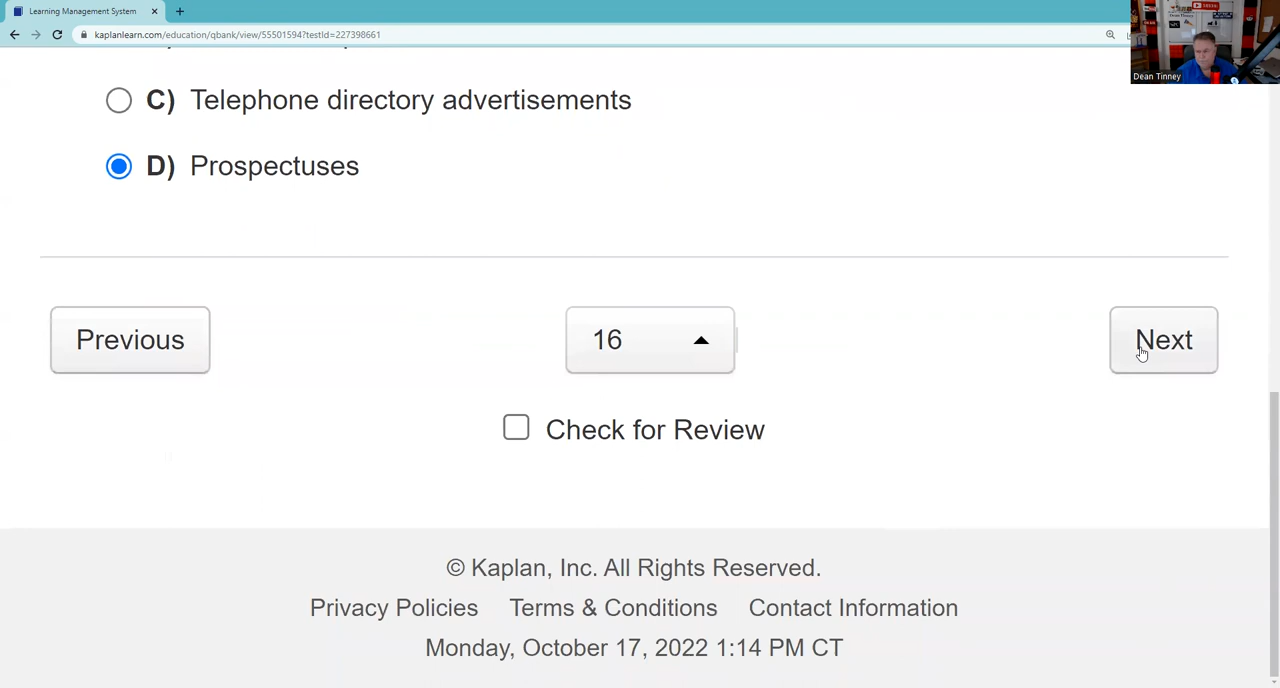 Learning Management System
kaplanlearn.com/education/qbank/view/55501594?testId=227398661
Dean Tinney
C) Telephone directory advertisements
D) Prospectuses
Previous
16
Next
Check for Review
© Kaplan, Inc. All Rights Reserved.
Privacy Policies Terms & Conditions Contact Information
Monday, October 17, 2022 1:14 PM CT